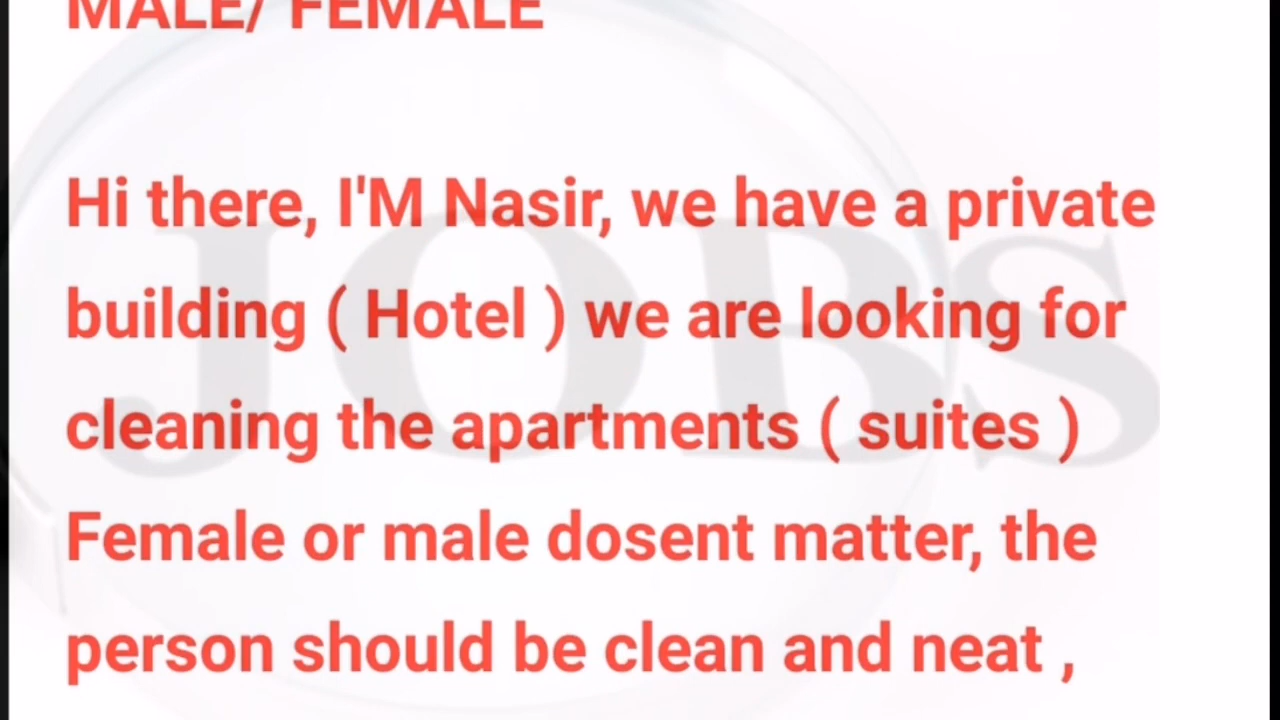 MALE/ FEMALE
Hi there, I'M Nasir, we have a private
building ( Hotel ) we are looking for
cleaning the apartments ( suites )
Female or male dosent matter, the
person should be clean and neat ,
JOBS